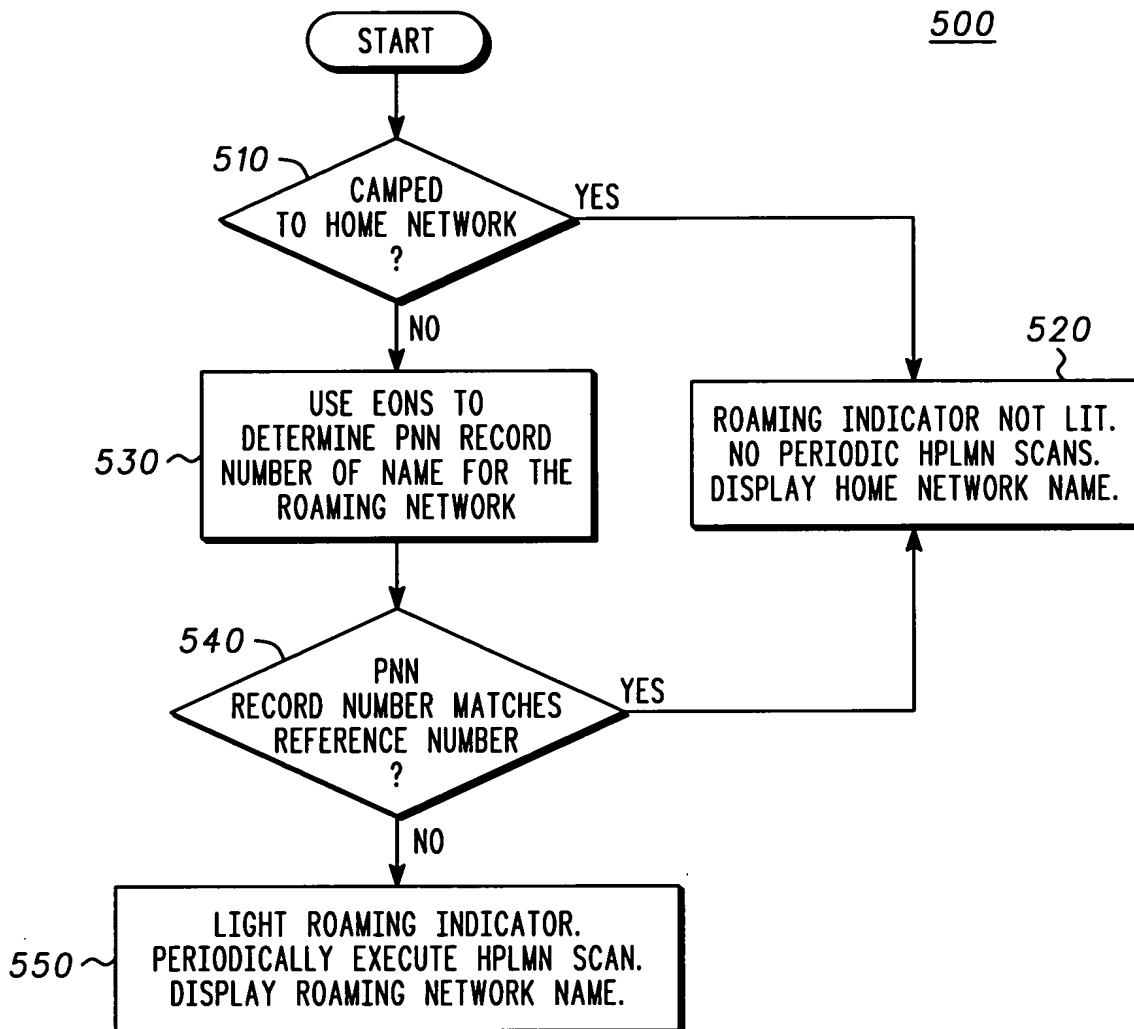 500
START
510
CAMPED
TO HOME NETWORK
?
YES
NO
520
ROAMING INDICATOR NOT LIT.
NO PERIODIC HPLMN SCANS.
DISPLAY HOME NETWORK NAME.
530
USE EONS TO
DETERMINE PNN RECORD
NUMBER OF NAME FOR THE
ROAMING NETWORK
540
PNN
RECORD NUMBER MATCHES
REFERENCE NUMBER
?
YES
NO
550
LIGHT ROAMING INDICATOR.
PERIODICALLY EXECUTE HPLMN SCAN.
DISPLAY ROAMING NETWORK NAME.